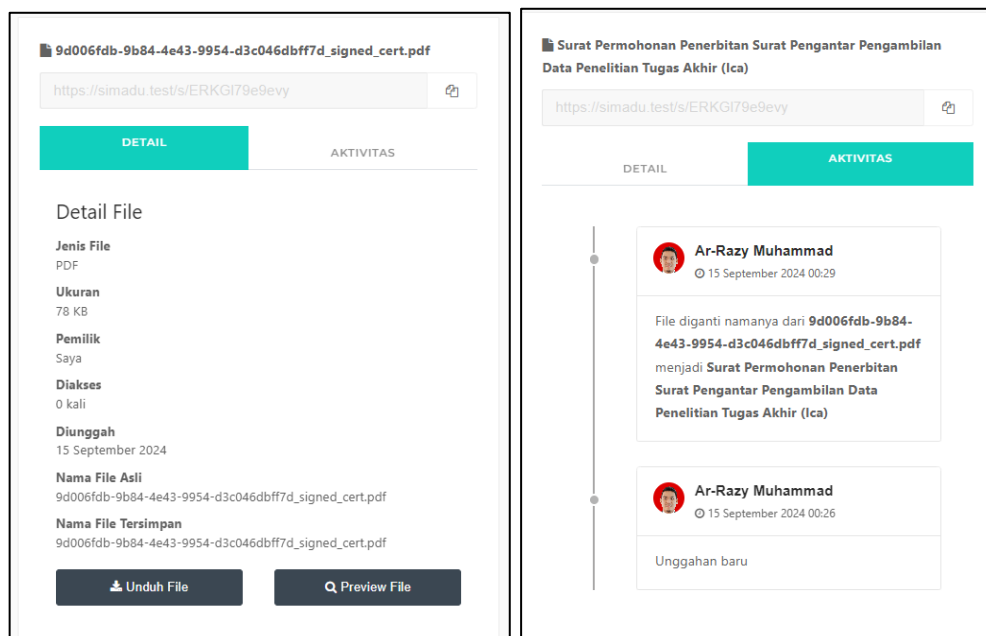 9d006fdb-9b84-4e43-9954-d3c046dbff7d_signed_cert.pdf
https://simadu.test/s/ERKGI79e9evy
DETAIL
AKTIVITAS
Detail File
Jenis File
PDF
Ukuran
78 KB
Pemilik
Saya
Diakses
0 kali
Diunggah
15 September 2024
Nama File Asli
9d006fdb-9b84-4e43-9954-d3c046dbff7d_signed_cert.pdf
Nama File Tersimpan
9d006fdb-9b84-4e43-9954-d3c046dbff7d_signed_cert.pdf
Unduh File
Preview File
Surat Permohonan Penerbitan Surat Pengantar Pengambilan
Data Penelitian Tugas Akhir (Ica)
https://simadu.test/s/ERKGI79e9evy
DETAIL
AKTIVITAS
Ar-Razy Muhammad
15 September 2024 00:29
File diganti namanya dari 9d006fdb-9b84-
4e43-9954-d3c046dbff7d_signed_cert.pdf
menjadi Surat Permohonan Penerbitan
Surat Pengantar Pengambilan Data
Penelitian Tugas Akhir (Ica)
Ar-Razy Muhammad
15 September 2024 00:26
Unggahan baru